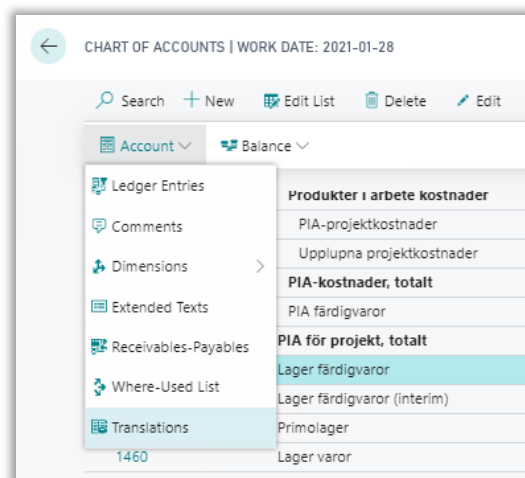 CHART OF ACCOUNTS | WORK DATE: 2021-01-28
Search New Edit List Delete Edit
Account Balance
Ledger Entries
Comments
Dimensions
Extended Texts
Receivables-Payables
Where-Used List
Translations
1460
Produkter i arbete kostnader
PIA-projektkostnader
Upplupna projektkostnader
PIA-kostnader, totalt
PIA färdigvaror
PIA för projekt, totalt
Lager färdigvaror
Lager färdigvaror (interim)
Primolager
Lager varor